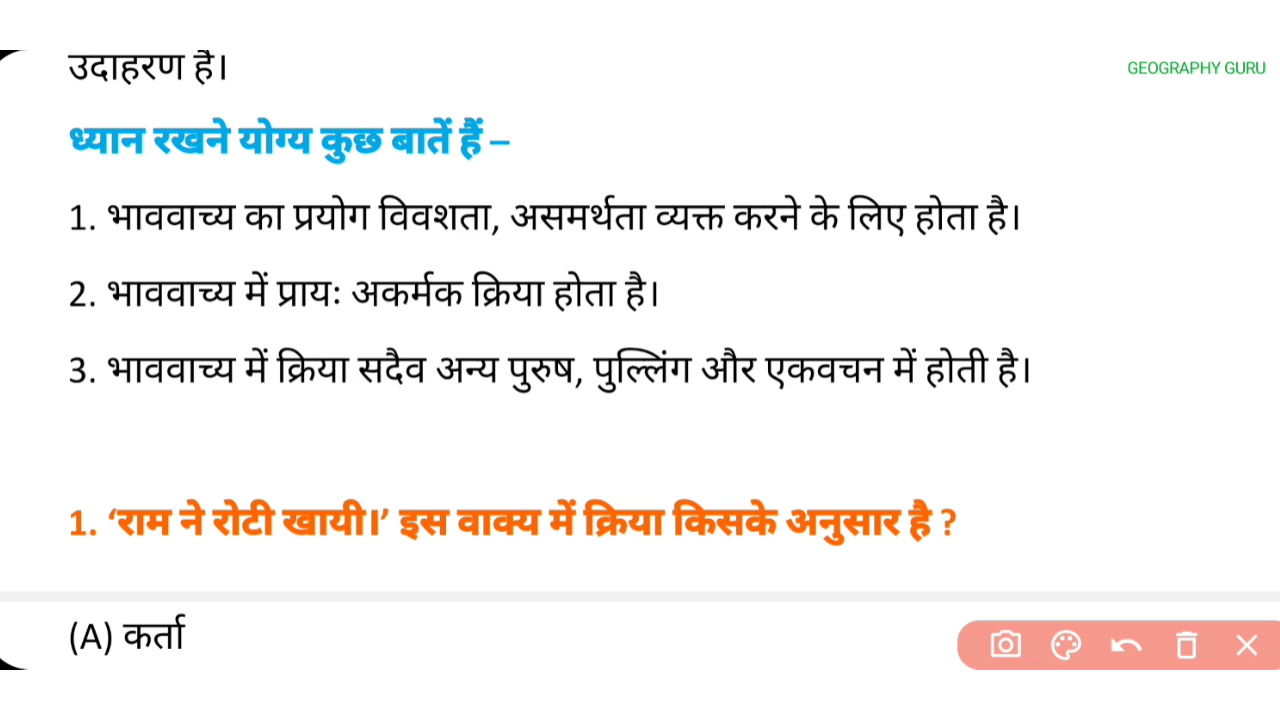 उदाहरण है।
GEOGRAPHY GURU
ध्यान रखने योग्य कुछ बातें हैं –
1. भाववाच्य का प्रयोग विवशता, असमर्थता व्यक्त करने के लिए होता है।
2. भाववाच्य में प्रायः अकर्मक क्रिया होता है।
3. भाववाच्य में क्रिया सदैव अन्य पुरुष, पुल्लिंग और एकवचन में होती है।
1. ‘राम ने रोटी खायी।’ इस वाक्य में क्रिया किसके अनुसार है ?
(A) कर्ता